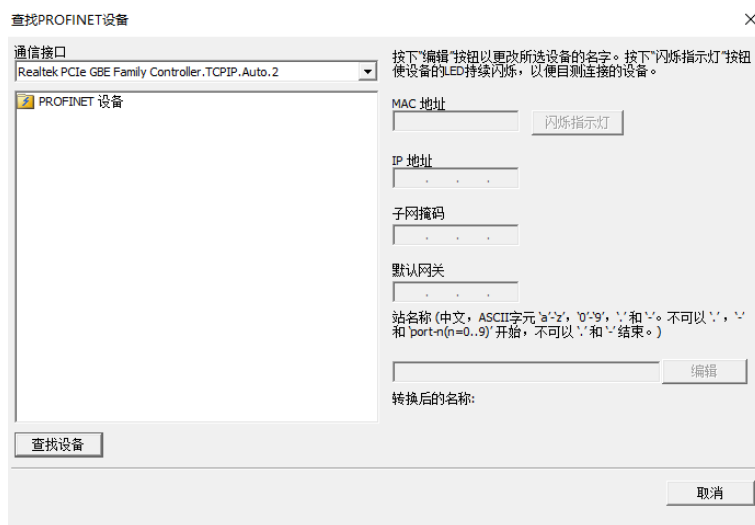 查找PROFINET设备
通信接口
Realtek PCIe GBE Family Controller.TCPIP.Auto.2
PROFINET 设备
查找设备
按下"编辑"按钮以更改所选设备的名字。按下"闪烁指示灯"按钮
使设备的LED持续闪烁，以便目测连接的设备。
MAC 地址
闪烁指示灯
IP 地址
. . .
子网掩码
. . .
默认网关
. . .
站名称 (中文，ASCII字元 'a'-'z'，'0'-'9'，'.' 和 '-'。不可以 '.'，'-'
和 'port-n(n=0..9)' 开始，不可以 '.' 和 '-' 结束。)
编辑
转换后的名称:
取消